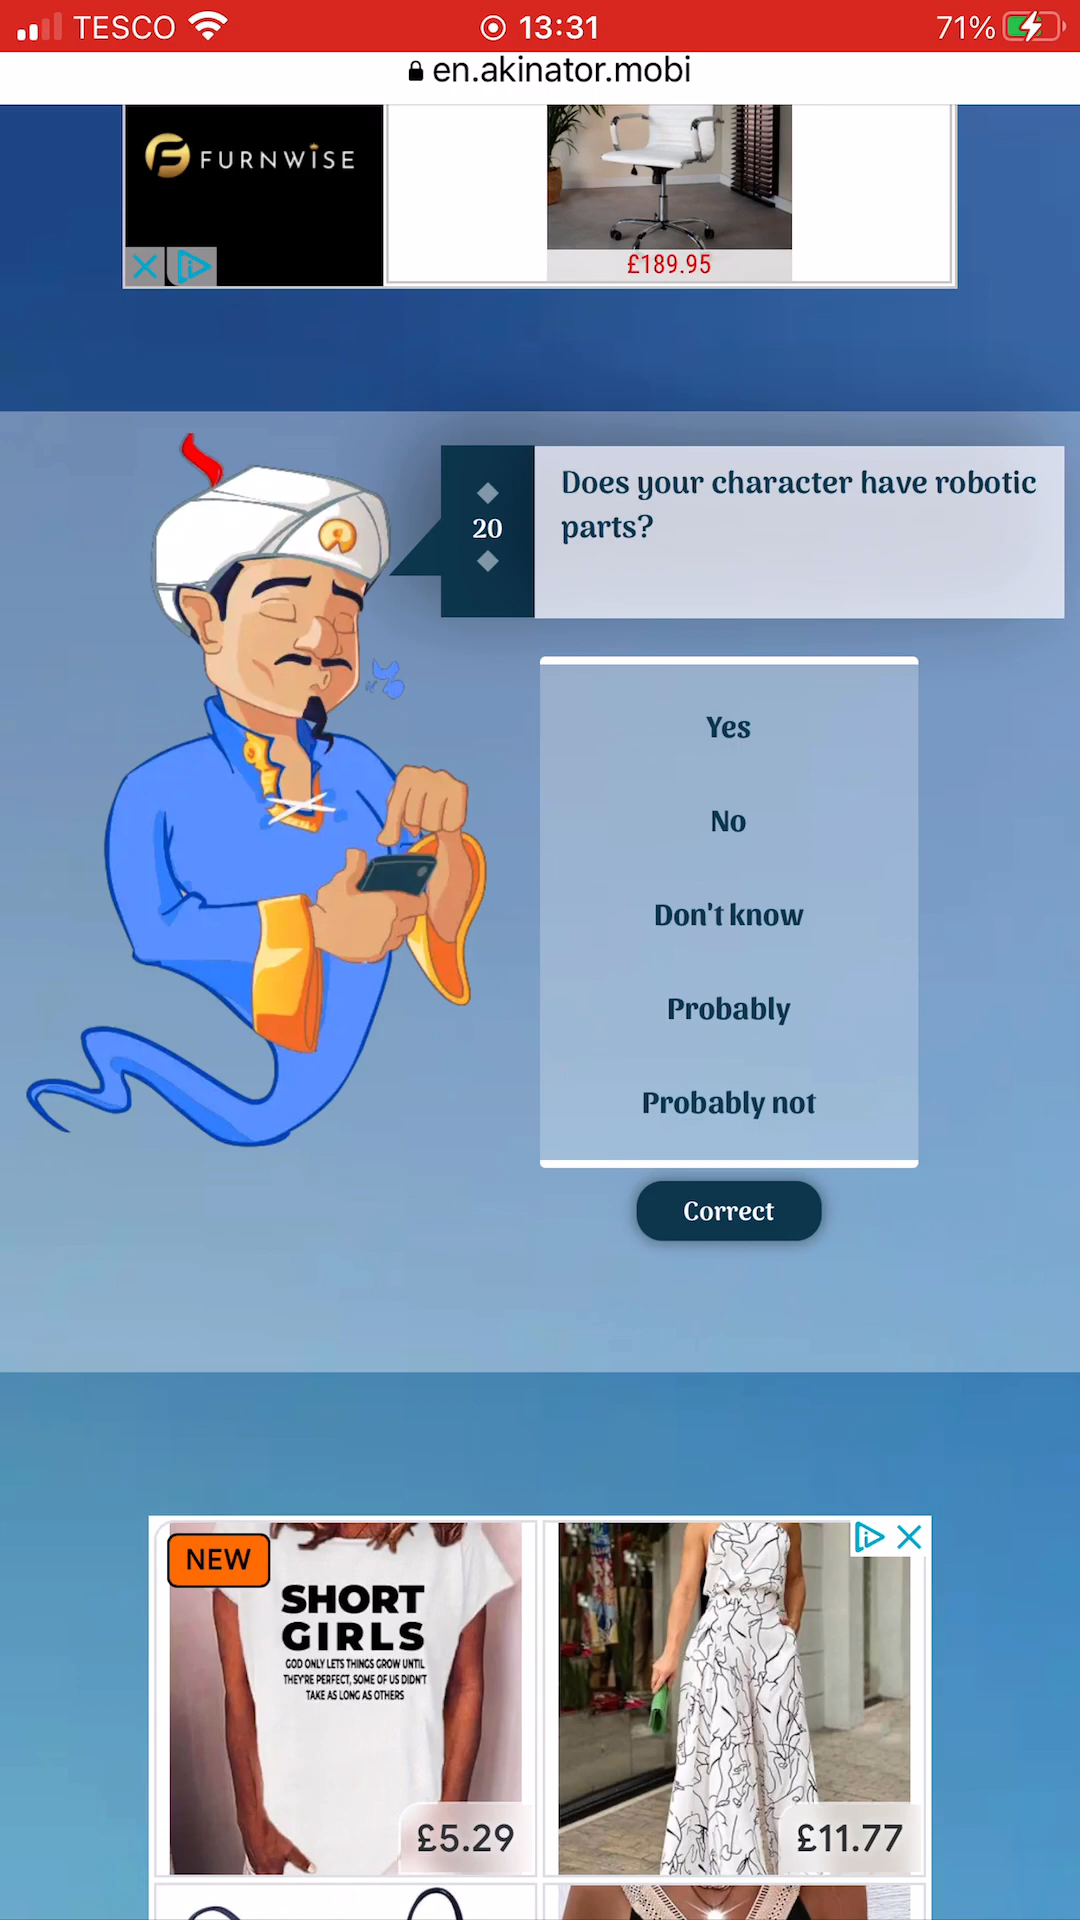 TESCO
13:31
71%
en.akinator.mobi
FURNWISE
£189.95
20
Does your character have robotic
parts?
Yes
No
Don't know
Probably
Probably not
Correct
NEW
SHORT
GIRLS
GOD ONLY LETS THINGS GROW UNTIL
THEY'RE PERFECT, SOME OF US DIDN'T
TAKE AS LONG AS OTHERS
£5.29
£11.77